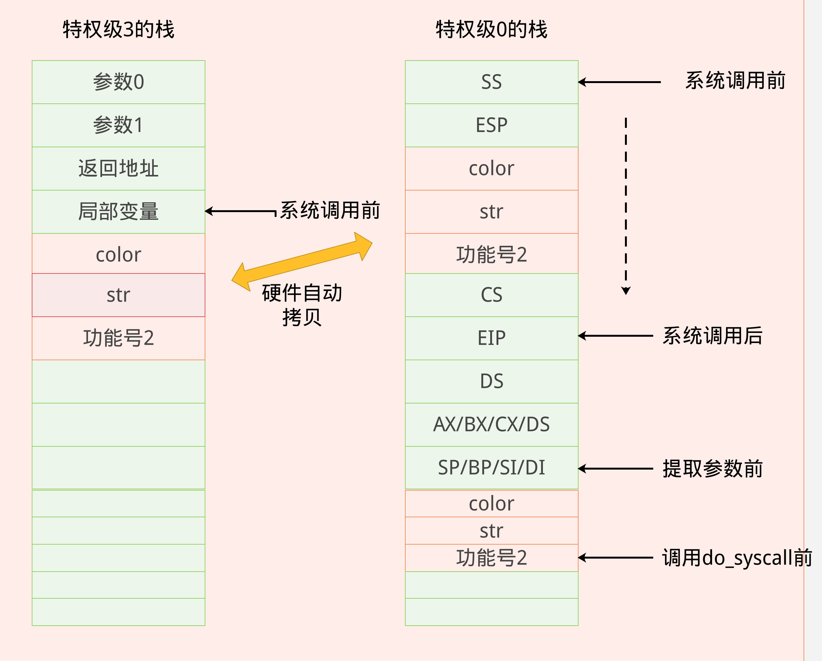 特权级3的栈
参数0
参数1
返回地址
局部变量
color
str
功能号2
系统调用前
硬件自动
拷贝
特权级0的栈
SS
ESP
color
str
功能号2
CS
EIP
DS
AX/BX/CX/DS
SP/BP/SI/DI
color
str
功能号2
系统调用前
系统调用后
提取参数前
调用do_syscall前